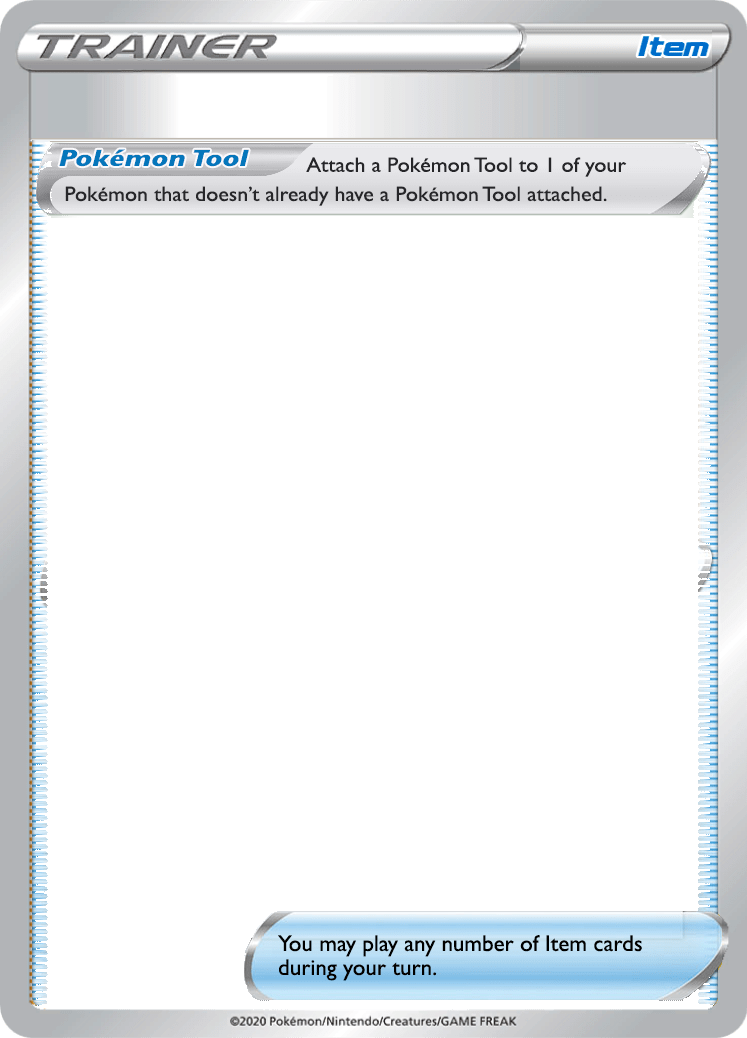 TRAINER
Item
Pokémon Tool
Attach a Pokémon Tool to 1 of your
Pokémon that doesn’t already have a Pokémon Tool attached.
You may play any number of Item cards
during your turn.
©2020 Pokémon/Nintendo/Creatures/GAME FREAK